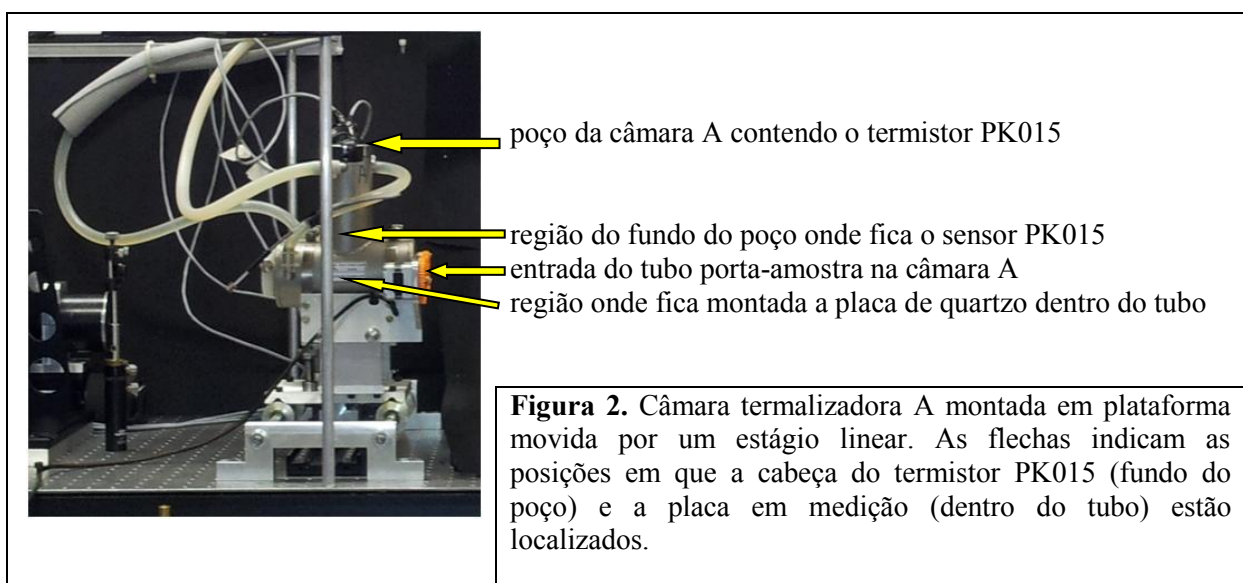 poço da câmara A contendo o termistor PK015
região do fundo do poço onde fica o sensor PK015
entrada do tubo porta-amostra na câmara A
região onde fica montada a placa de quartzo dentro do tubo
Figura 2. Câmara termalizadora A montada em plataforma
movida por um estágio linear. As flechas indicam as
posições em que a cabeça do termistor PK015 (fundo do
poço) e a placa em medição (dentro do tubo) estão
localizados.